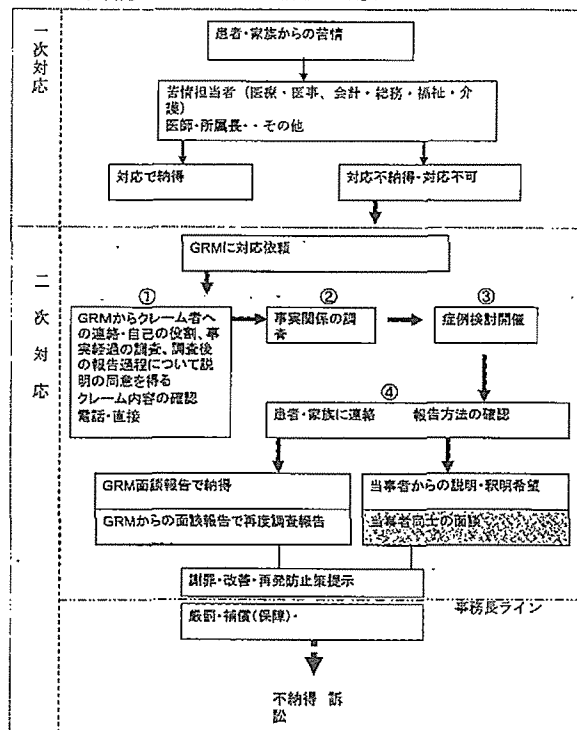 一次対応
患者・家族からの苦情
苦情担当者（医療・医事、会計・総務・福祉・介
護）
医師・所属長・・その他
対応で納得
対応不納得・対応不可
二次対応
GRMに対応依頼
①
GRMからクレーム者へ
の連絡・自己の役割、事
実経過の調査、調査後
の報告過程について説
明の同意を得る
クレーム内容の確認
電話・直接
②
事実関係の調
査
③
症例検討開催
④
患者・家族に連絡　　報告方法の確認
GRM面談報告で納得
GRMからの面談報告で再度調査報告
当事者からの説明・釈明希望
当事者同士の面談
謝罪・改善・再発防止策提示
事務長ライン
厳罰・補償(保障)・
不納得 訴
訟